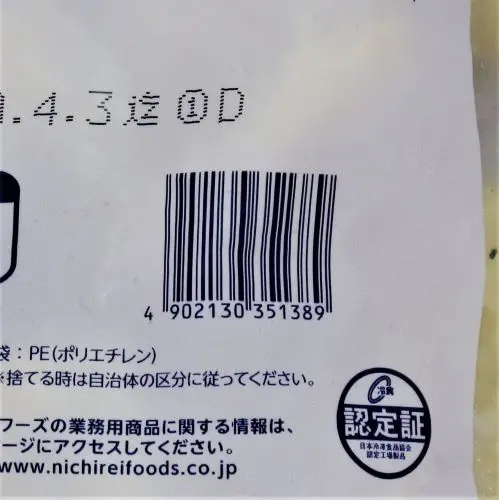 .4.3迄①D
4 902130 351389
袋：PE(ポリエチレン)
※捨てる時は自治体の区分に従ってください。
フーズの業務用商品に関する情報は、
ージにアクセスしてください。
www.nichireifoods.co.jp
冷食
認定証
日本冷凍食品協会
認定工場製品